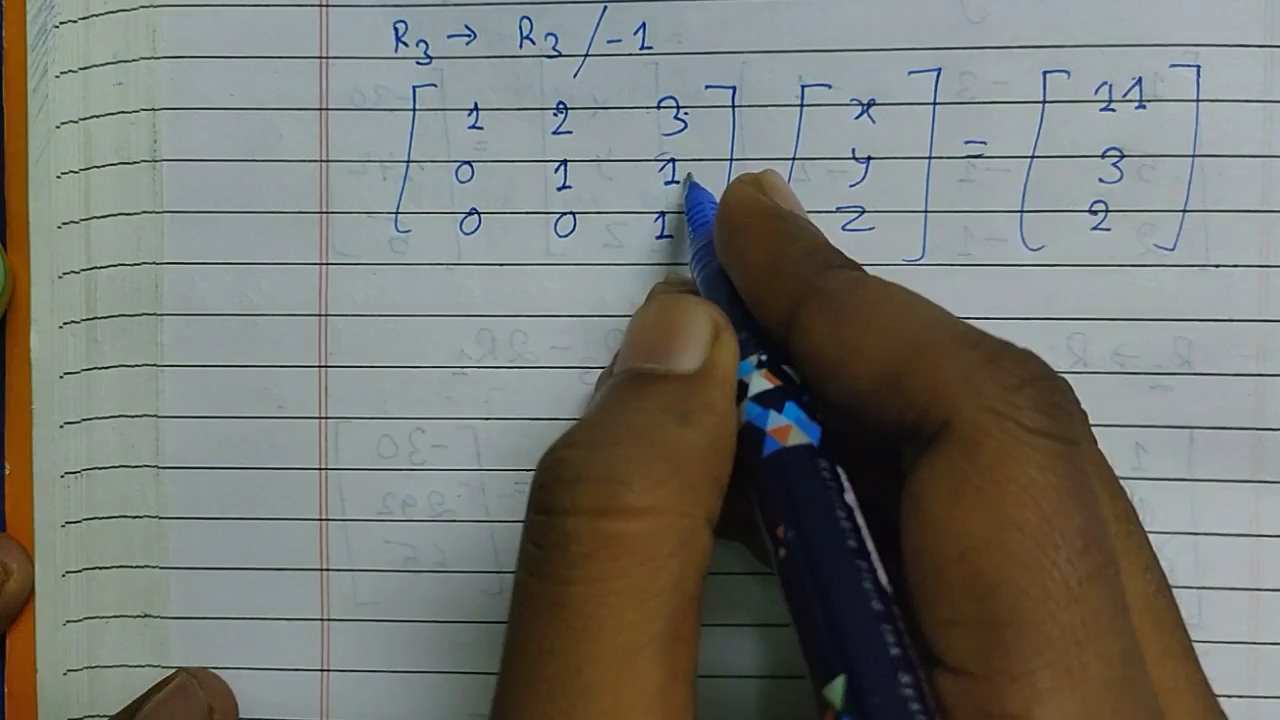 R3 → R3 / -1
[ 1 2 3 ] [ x ] = [ 11 ]
[ 0 1 1 ] [ y ] = [ 3 ]
[ 0 0 1 ] [ z ] = [ 2 ]